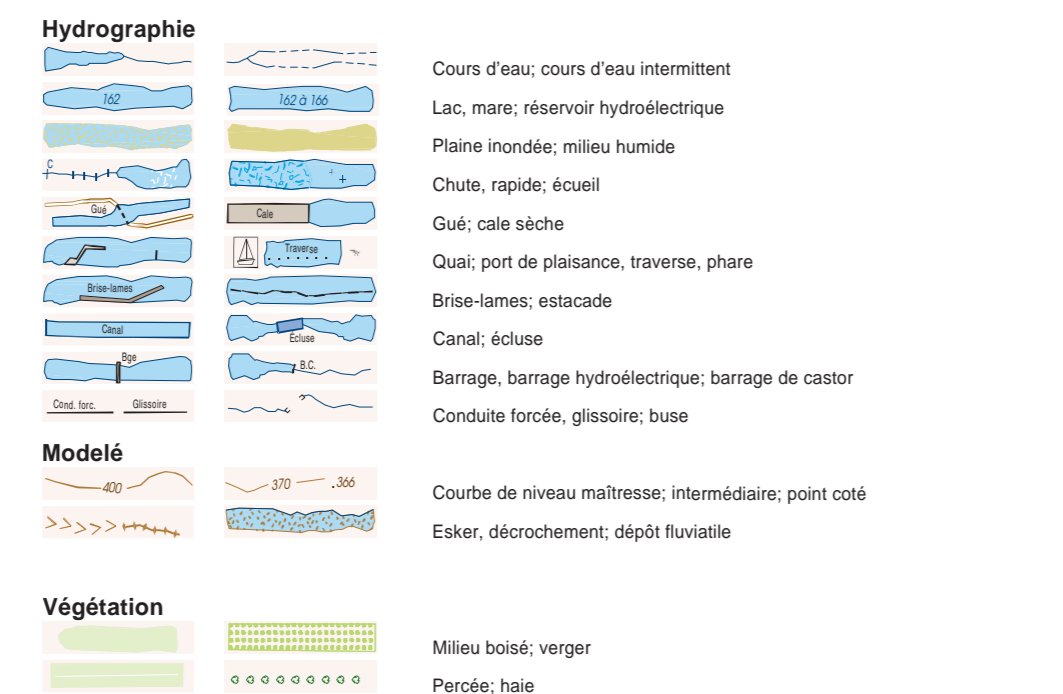 Hydrographie
Cours d'eau; cours d'eau intermittent
162 162 à 166 Lac, mare; réservoir hydroélectrique
Plaine inondée; milieu humide
C Chute, rapide; écueil
Gué Cale Gué; cale sèche
Traverse Quai; port de plaisance, traverse, phare
Brise-lames Brise-lames; estacade
Canal Écluse Canal; écluse
Bge B.C. Barrage, barrage hydroélectrique; barrage de castor
Cond. forc. Glissoire Conduite forcée, glissoire; buse
Modelé
400 370 .366 Courbe de niveau maîtresse; intermédiaire; point coté
Esker, décrochement; dépôt fluviatile
Végétation
Milieu boisé; verger
Percée; haie